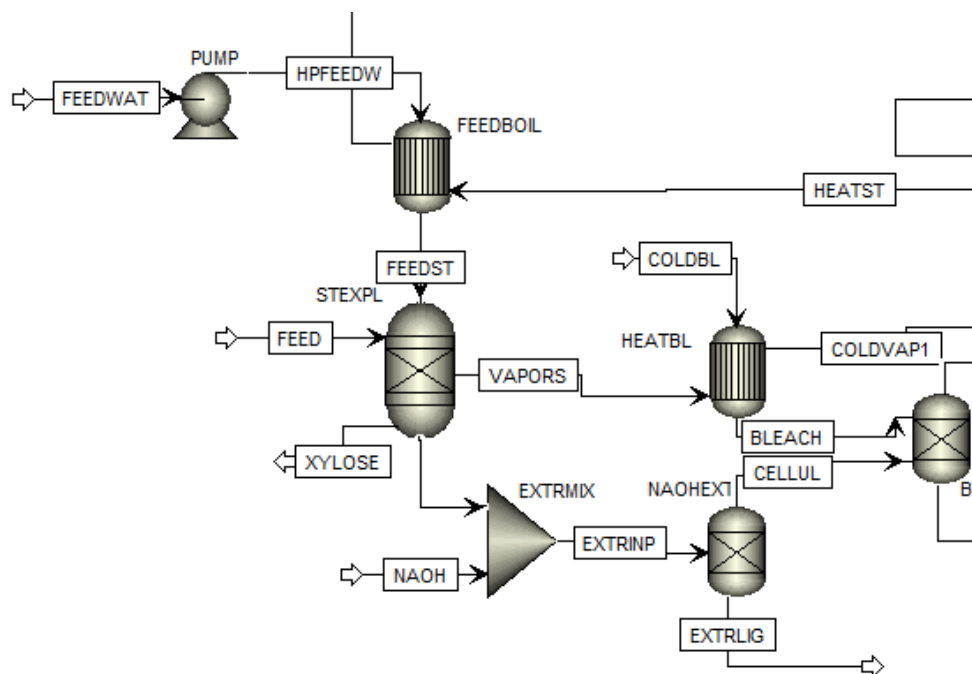 PUMP
HPFEEDW
FEEDWAT
FEEDBOIL
HEATST
FEEDST
COLDBL
STEXPL
FEED
HEATBL
COLDVAP1
VAPORS
BLEACH
XYLOSE
CELLUL
EXTRMIX
NAOHEXT
B
EXTRINP
NAOH
EXTRLIG